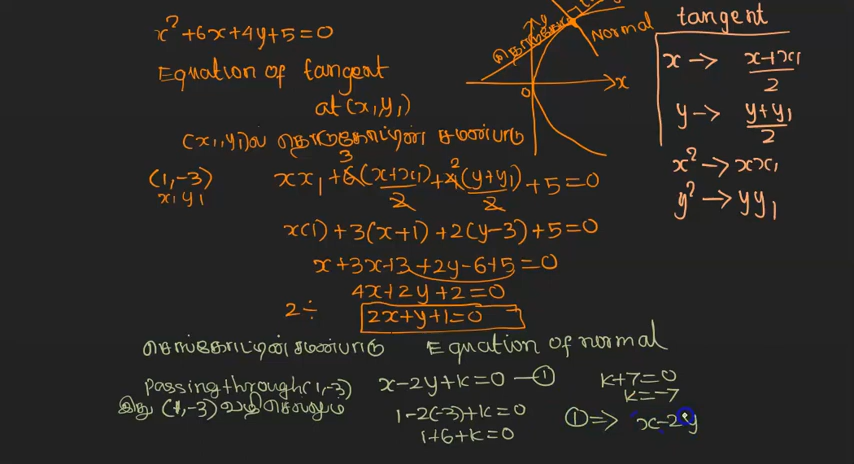 x² + 6x + 4y + 5 = 0
Equation of tangent
at (x₁, y₁)
(x₁, y₁) ல் தொடுகோட்டின் சமன்பாடு
(1, -3)
x₁ y₁
xx₁ + 6 3 (x+x₁)/2 + 4 2 (y+y₁)/2 + 5 = 0
x(1) + 3(x+1) + 2(y-3) + 5 = 0
x + 3x + 3 + 2y - 6 + 5 = 0
4x + 2y + 2 = 0
2 ÷
2x + y + 1 = 0
Normal
x
0
tangent
x → (x+x₁)/2
y → (y+y₁)/2
x² → xx₁
y² → yy₁
செங்கோட்டின் சமன்பாடு Equation of normal
Passing through (1, -3) x - 2y + k = 0 — ①
இது (1, -3) வழி செல்லும்
1 - 2(-3) + k = 0
1 + 6 + k = 0
k + 7 = 0
k = -7
① ⇒ x - 2y